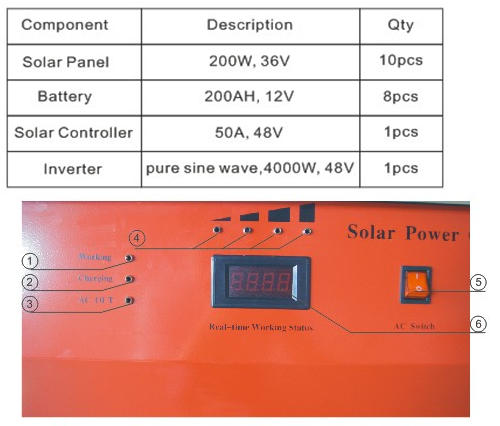 Component Description Qty
Solar Panel 200W, 36V 10pcs
Battery 200AH, 12V 8pcs
Solar Controller 50A, 48V 1pcs
Inverter pure sine wave,4000W, 48V 1pcs
4
Solar Power
1 Working
2 Charging
3 AC OUT
5
6
Real-time Working Status AC Switch